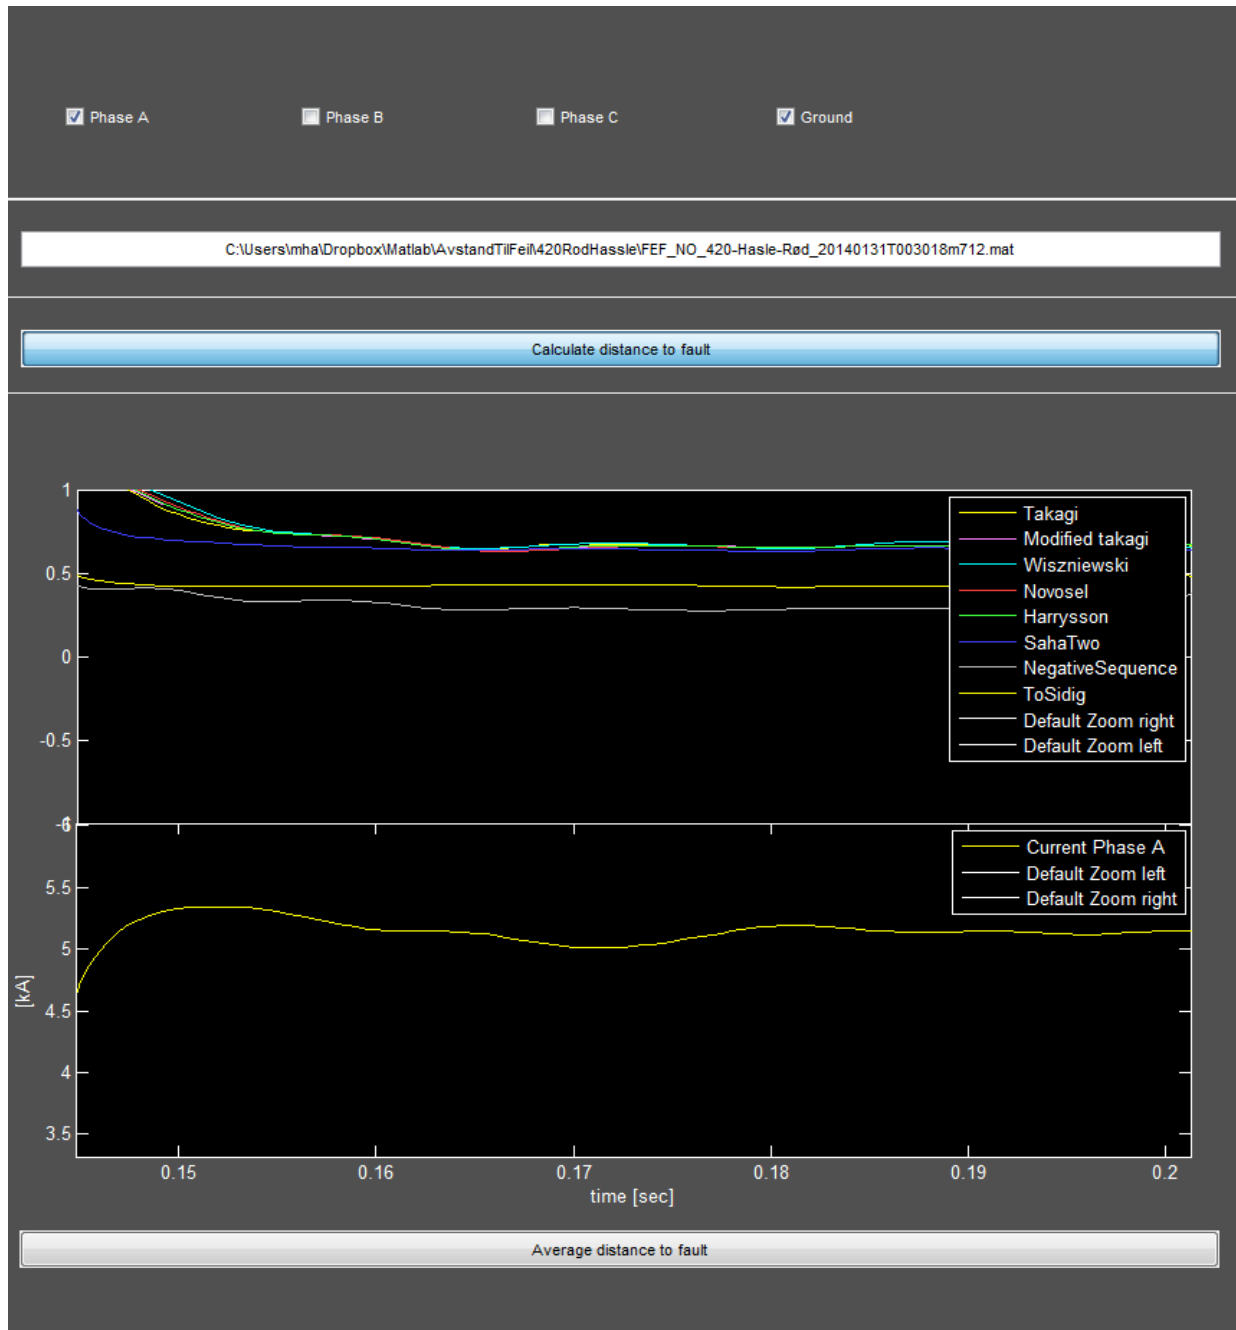 Phase A Phase B Phase C Ground
C:\Users\mha\Dropbox\Matlab\AvstandTilFeil\420RodHassle\FEF_NO_420-Hasle-Rød_20140131T003018m712.mat
Calculate distance to fault
1
0.5
0
-0.5
Takagi
Modified takagi
Wiszniewski
Novosel
Harrysson
SahaTwo
NegativeSequence
ToSidig
Default Zoom right
Default Zoom left
5.5
5
4.5
4
3.5
[kA]
Current Phase A
Default Zoom left
Default Zoom right
0.15 0.16 0.17 0.18 0.19 0.2
time [sec]
Average distance to fault